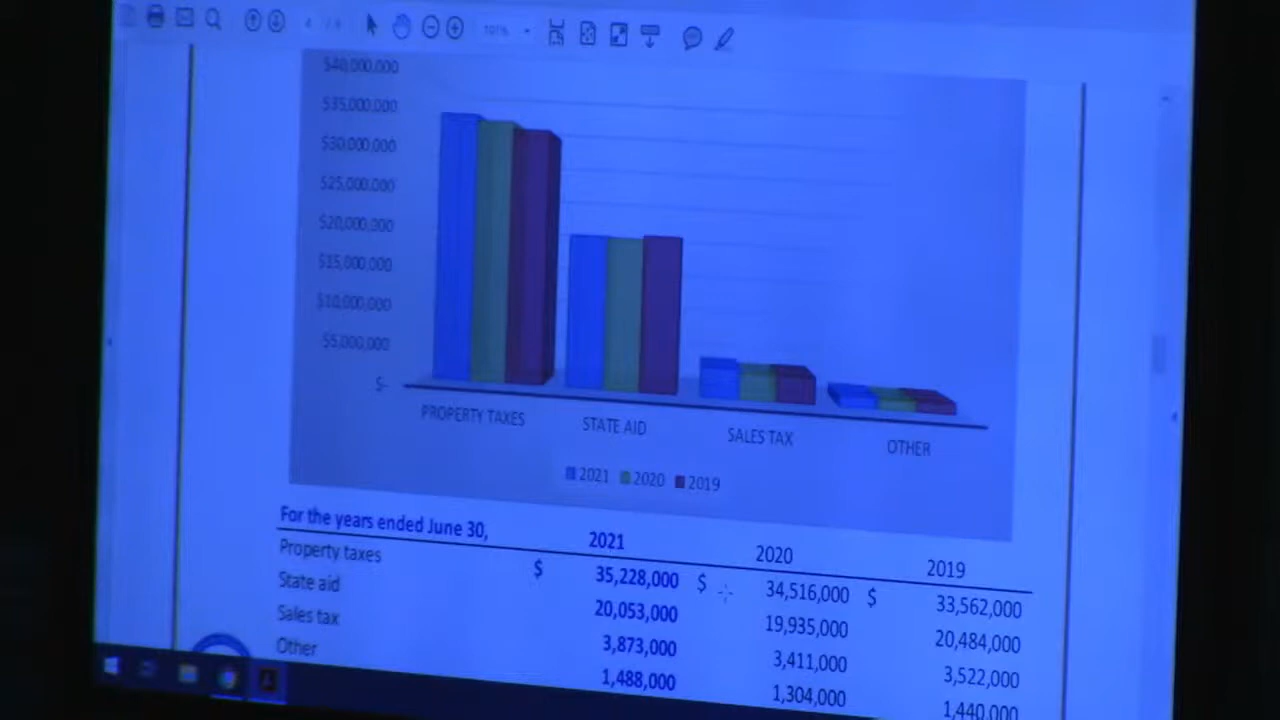 $40,000,000
$35,000,000
$30,000,000
$25,000,000
$20,000,000
$15,000,000
$10,000,000
$5,000,000
$-
PROPERTY TAXES STATE AID SALES TAX OTHER
2021 2020 2019
For the years ended June 30, 2021 2020 2019
Property taxes $ 35,228,000 $ 34,516,000 $ 33,562,000
State aid 20,053,000 19,935,000 20,484,000
Sales tax 3,873,000 3,411,000 3,522,000
Other 1,488,000 1,304,000 1,440,000